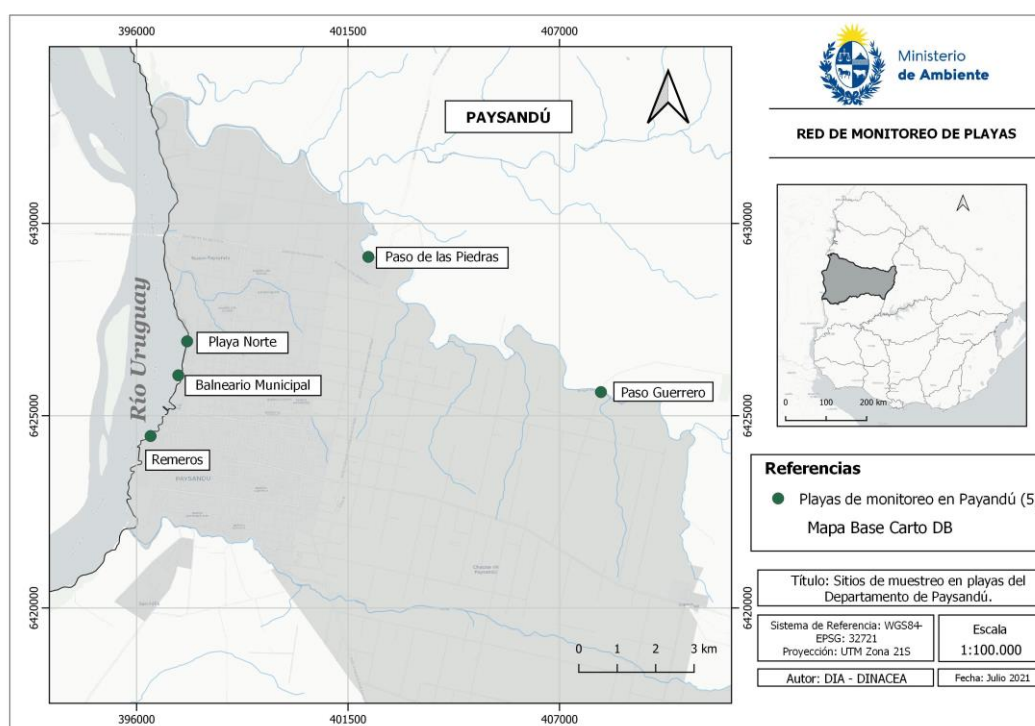 396000
401500
407000
6430000
6425000
6420000
PAYSANDÚ
Río Uruguay
Paso de las Piedras
Playa Norte
Balneario Municipal
Paso Guerrero
Remeros
PAYSANDÚ
0 1 2 3 km
6430000
6425000
6420000
396000
401500
407000
Ministerio
de Ambiente
RED DE MONITOREO DE PLAYAS
0 100 200 km
Referencias
Playas de monitoreo en Payandú (5
Mapa Base Carto DB
Título: Sitios de muestreo en playas del
Departamento de Paysandú.
Sistema de Referencia: WGS84-
EPSG: 32721
Proyección: UTM Zona 21S
Escala
1:100.000
Autor: DIA - DINACEA
Fecha: Julio 2021